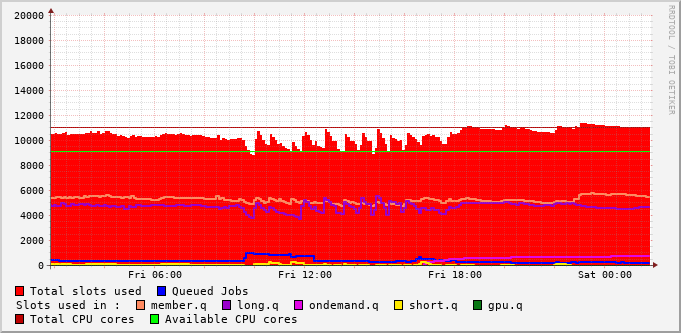 20000
18000
16000
14000
12000
10000
8000
6000
4000
2000
0
Fri 06:00 Fri 12:00 Fri 18:00 Sat 00:00
RRDTOOL / TOBI OETIKER
Total slots used Queued Jobs
Slots used in : member.q long.q ondemand.q short.q gpu.q
Total CPU cores Available CPU cores